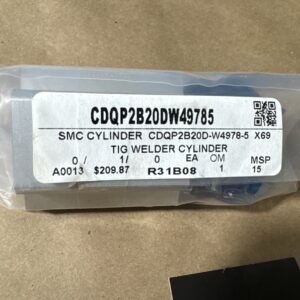 CDQP2B20DW49785
SMC CYLINDER CDQP2B20D-W4978-5 X69
TIG WELDER CYLINDER
0 / 1/ 0 EA OM MSP
A0013 $209.87 R31B08 1 15